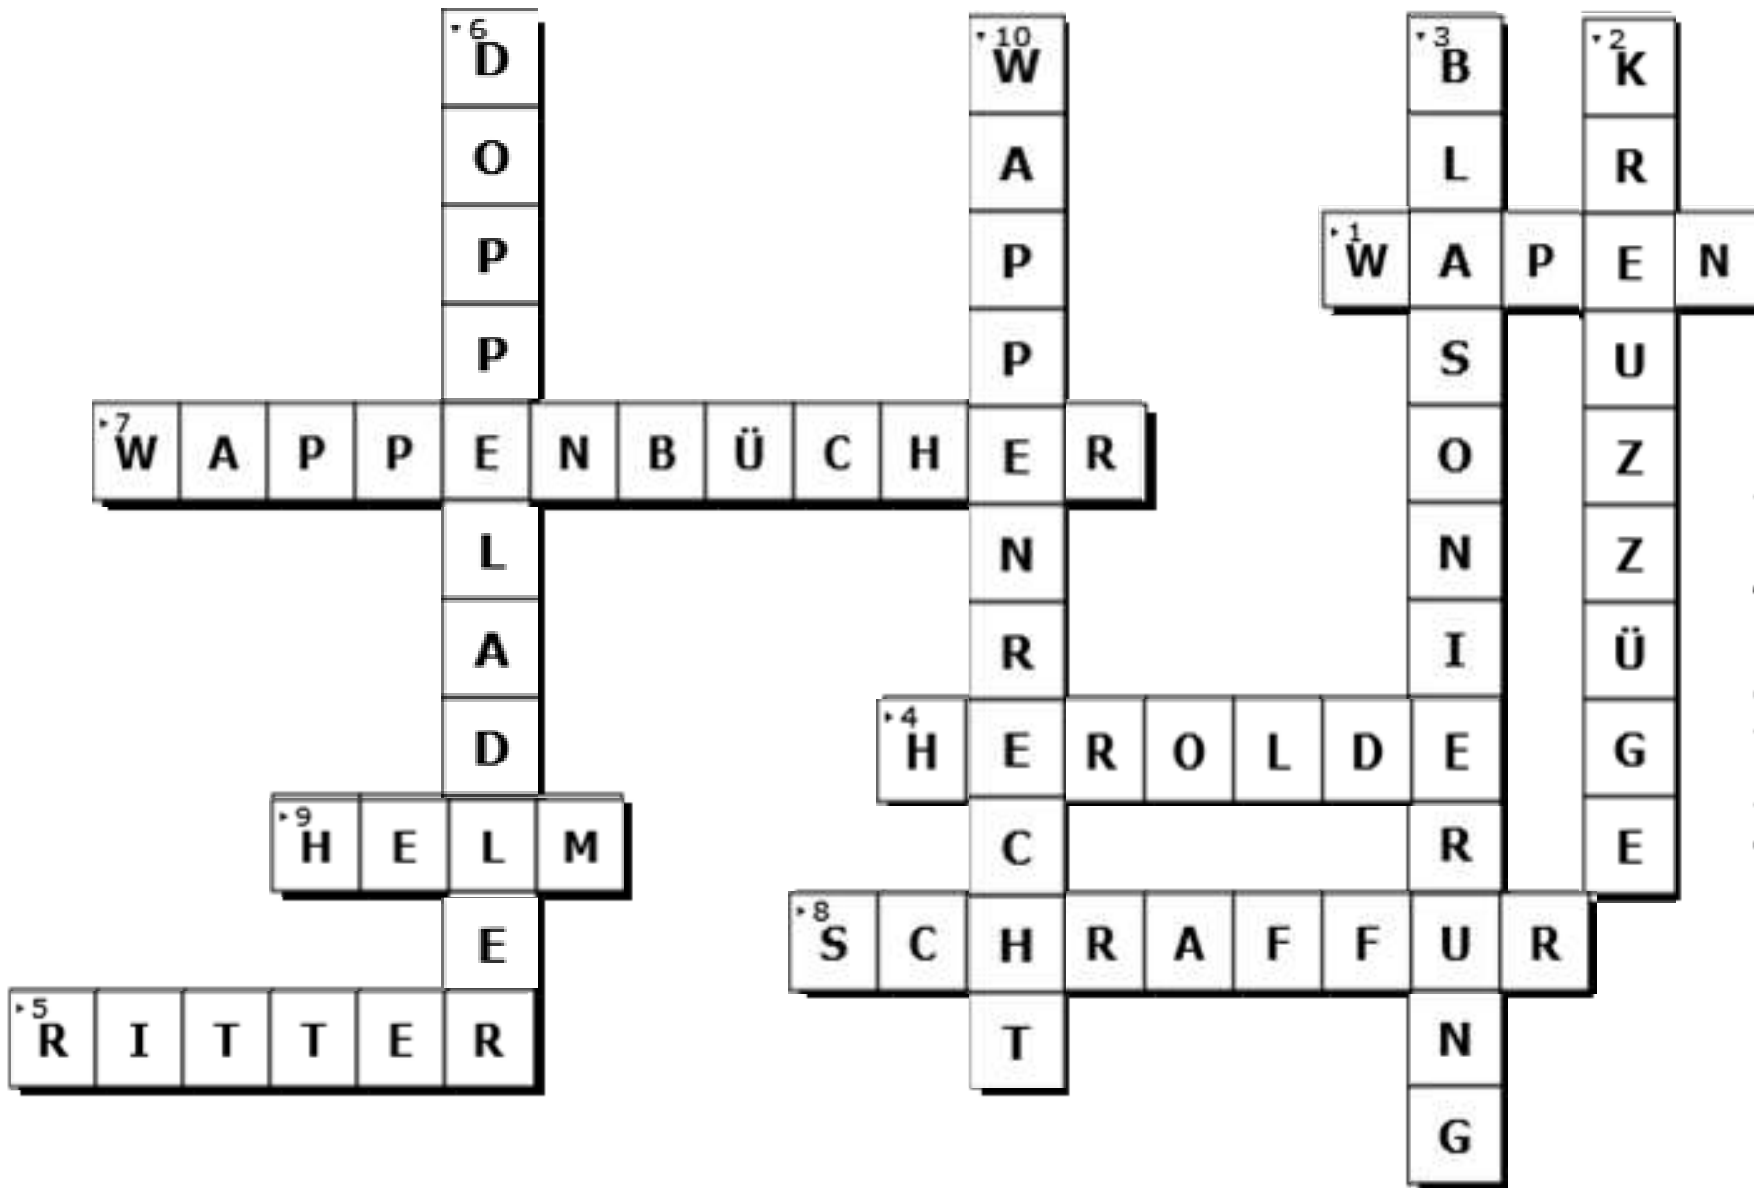 6 DOPPELADLER
10 WAPPENRECHT
3 BLASONIERUNG
2 KREUZZÜGE
1 WAPEN
7 WAPPENBÜCHER
4 HEROLDE
9 HELM
8 SCHRAFFUR
5 RITTER